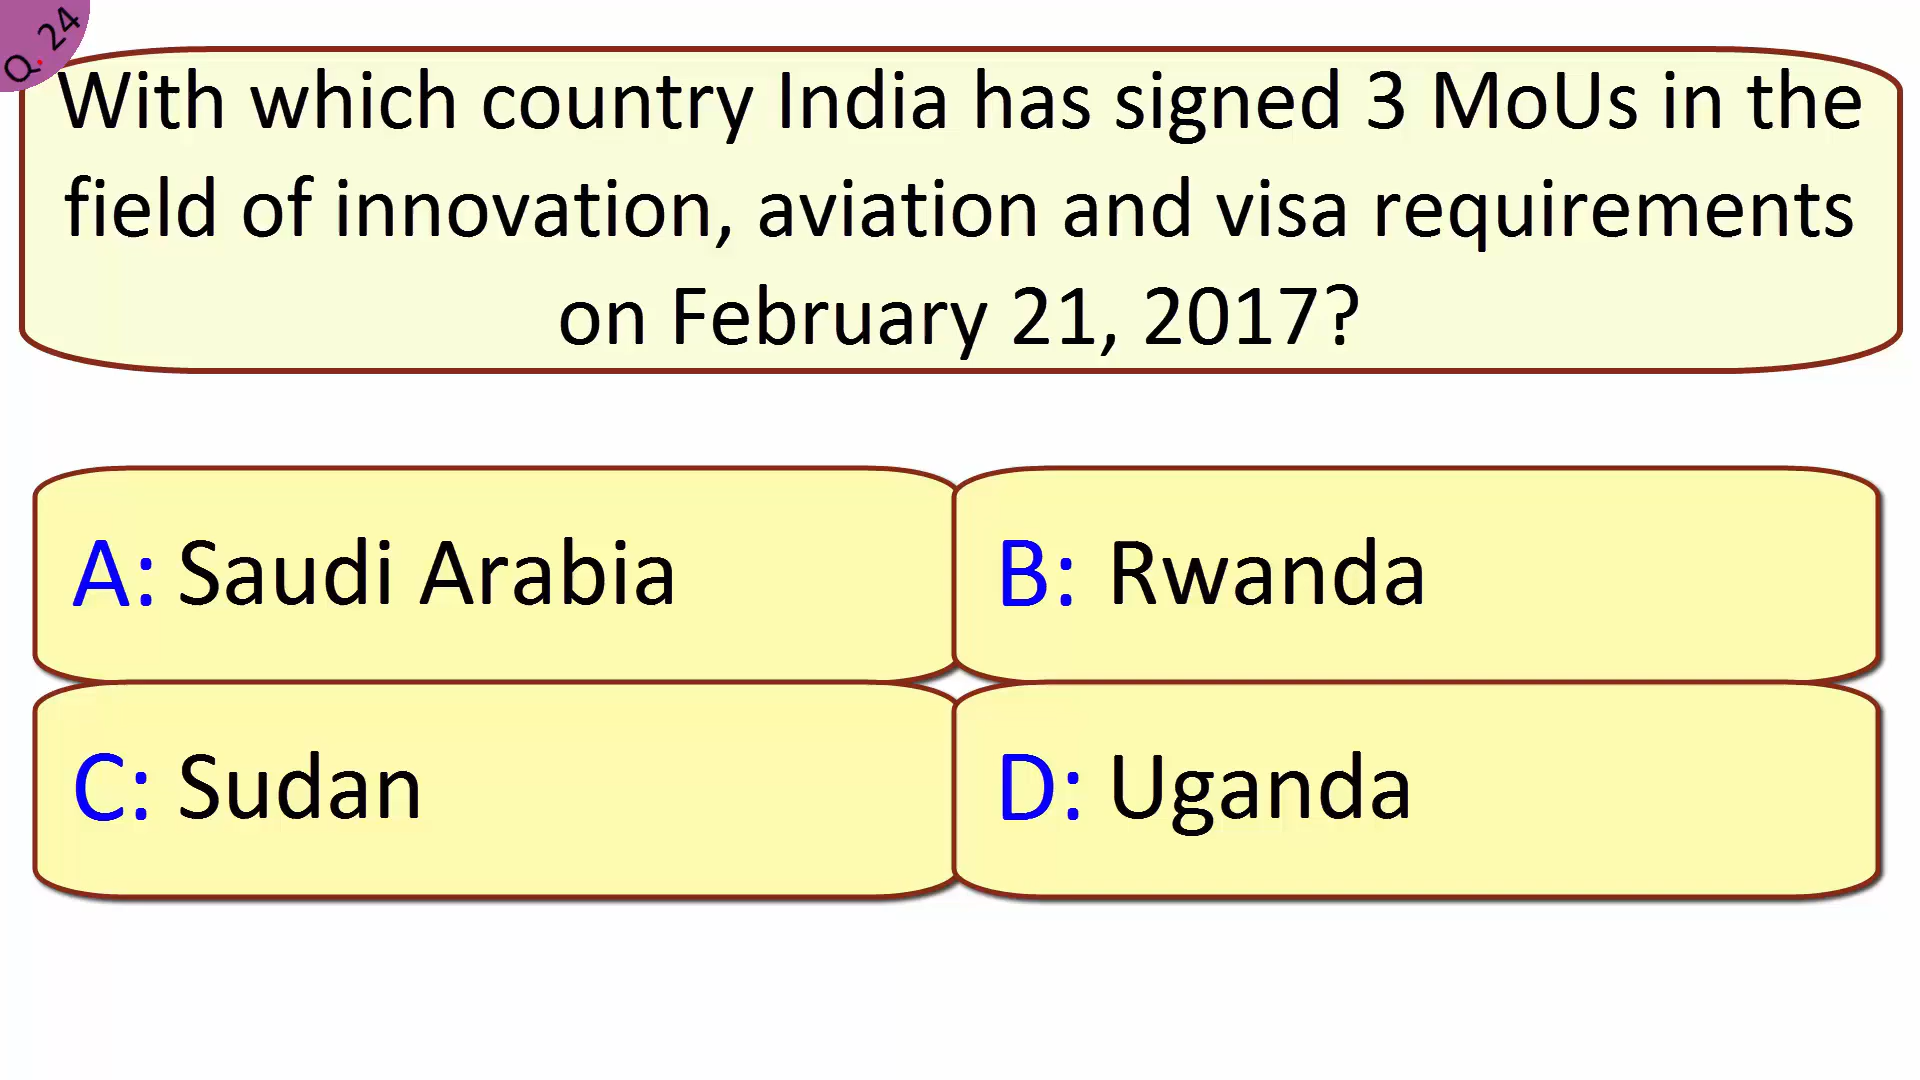 Q. 24
With which country India has signed 3 MoUs in the
field of innovation, aviation and visa requirements
on February 21, 2017?
A: Saudi Arabia
B: Rwanda
C: Sudan
D: Uganda